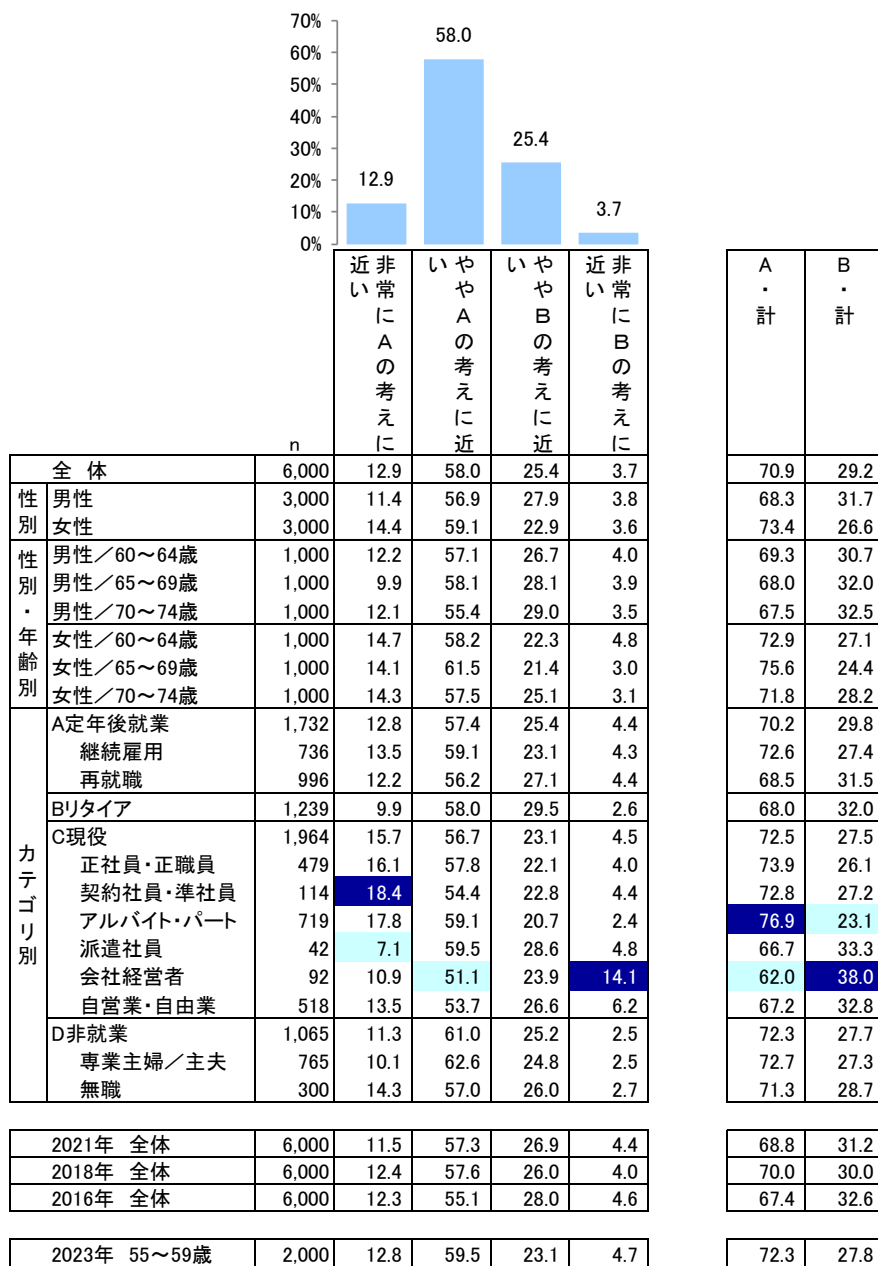 70%
60%
50%
40%
30%
20%
10%
0%
12.9
58.0
25.4
3.7
n
非常にAの考えに近い
ややAの考えに近い
ややBの考えに近い
非常にBの考えに近い
A・計
B・計
全 体 6,000 12.9 58.0 25.4 3.7 70.9 29.2
性別
男性 3,000 11.4 56.9 27.9 3.8 68.3 31.7
女性 3,000 14.4 59.1 22.9 3.6 73.4 26.6
性別・年齢別
男性/60~64歳 1,000 12.2 57.1 26.7 4.0 69.3 30.7
男性/65~69歳 1,000 9.9 58.1 28.1 3.9 68.0 32.0
男性/70~74歳 1,000 12.1 55.4 29.0 3.5 67.5 32.5
女性/60~64歳 1,000 14.7 58.2 22.3 4.8 72.9 27.1
女性/65~69歳 1,000 14.1 61.5 21.4 3.0 75.6 24.4
女性/70~74歳 1,000 14.3 57.5 25.1 3.1 71.8 28.2
カテゴリ別
A定年後就業 1,732 12.8 57.4 25.4 4.4 70.2 29.8
継続雇用 736 13.5 59.1 23.1 4.3 72.6 27.4
再就職 996 12.2 56.2 27.1 4.4 68.5 31.5
Bリタイア 1,239 9.9 58.0 29.5 2.6 68.0 32.0
C現役 1,964 15.7 56.7 23.1 4.5 72.5 27.5
正社員・正職員 479 16.1 57.8 22.1 4.0 73.9 26.1
契約社員・準社員 114 18.4 54.4 22.8 4.4 72.8 27.2
アルバイト・パート 719 17.8 59.1 20.7 2.4 76.9 23.1
派遣社員 42 7.1 59.5 28.6 4.8 66.7 33.3
会社経営者 92 10.9 51.1 23.9 14.1 62.0 38.0
自営業・自由業 518 13.5 53.7 26.6 6.2 67.2 32.8
D非就業 1,065 11.3 61.0 25.2 2.5 72.3 27.7
専業主婦/主夫 765 10.1 62.6 24.8 2.5 72.7 27.3
無職 300 14.3 57.0 26.0 2.7 71.3 28.7
2021年 全体 6,000 11.5 57.3 26.9 4.4 68.8 31.2
2018年 全体 6,000 12.4 57.6 26.0 4.0 70.0 30.0
2016年 全体 6,000 12.3 55.1 28.0 4.6 67.4 32.6
2023年 55~59歳 2,000 12.8 59.5 23.1 4.7 72.3 27.8